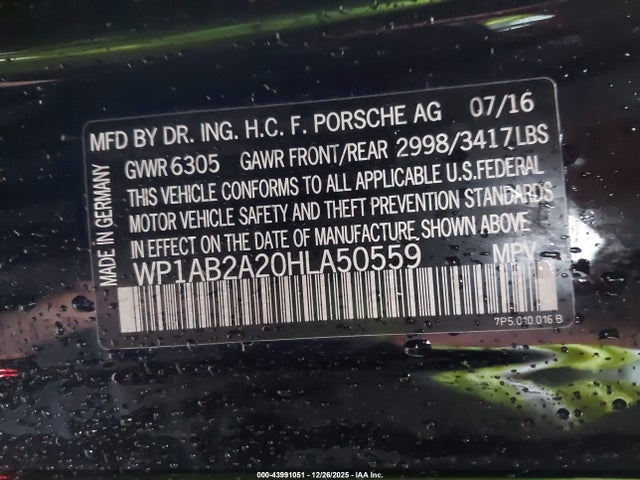 MFD BY DR. ING. H.C. F. PORSCHE AG 07/16
GVWR 6305 GAWR FRONT/REAR 2998/3417LBS
THIS VEHICLE CONFORMS TO ALL APPLICABLE U.S.FEDERAL
MOTOR VEHICLE SAFETY AND THEFT PREVENTION STANDARDS
IN EFFECT ON THE DATE OF MANUFACTURE SHOWN ABOVE
WP1AB2A20HLA50559 MPV
MADE IN GERMANY
7P5.010.016 B
000-43991051 - 12/26/2025 - IAA Inc.